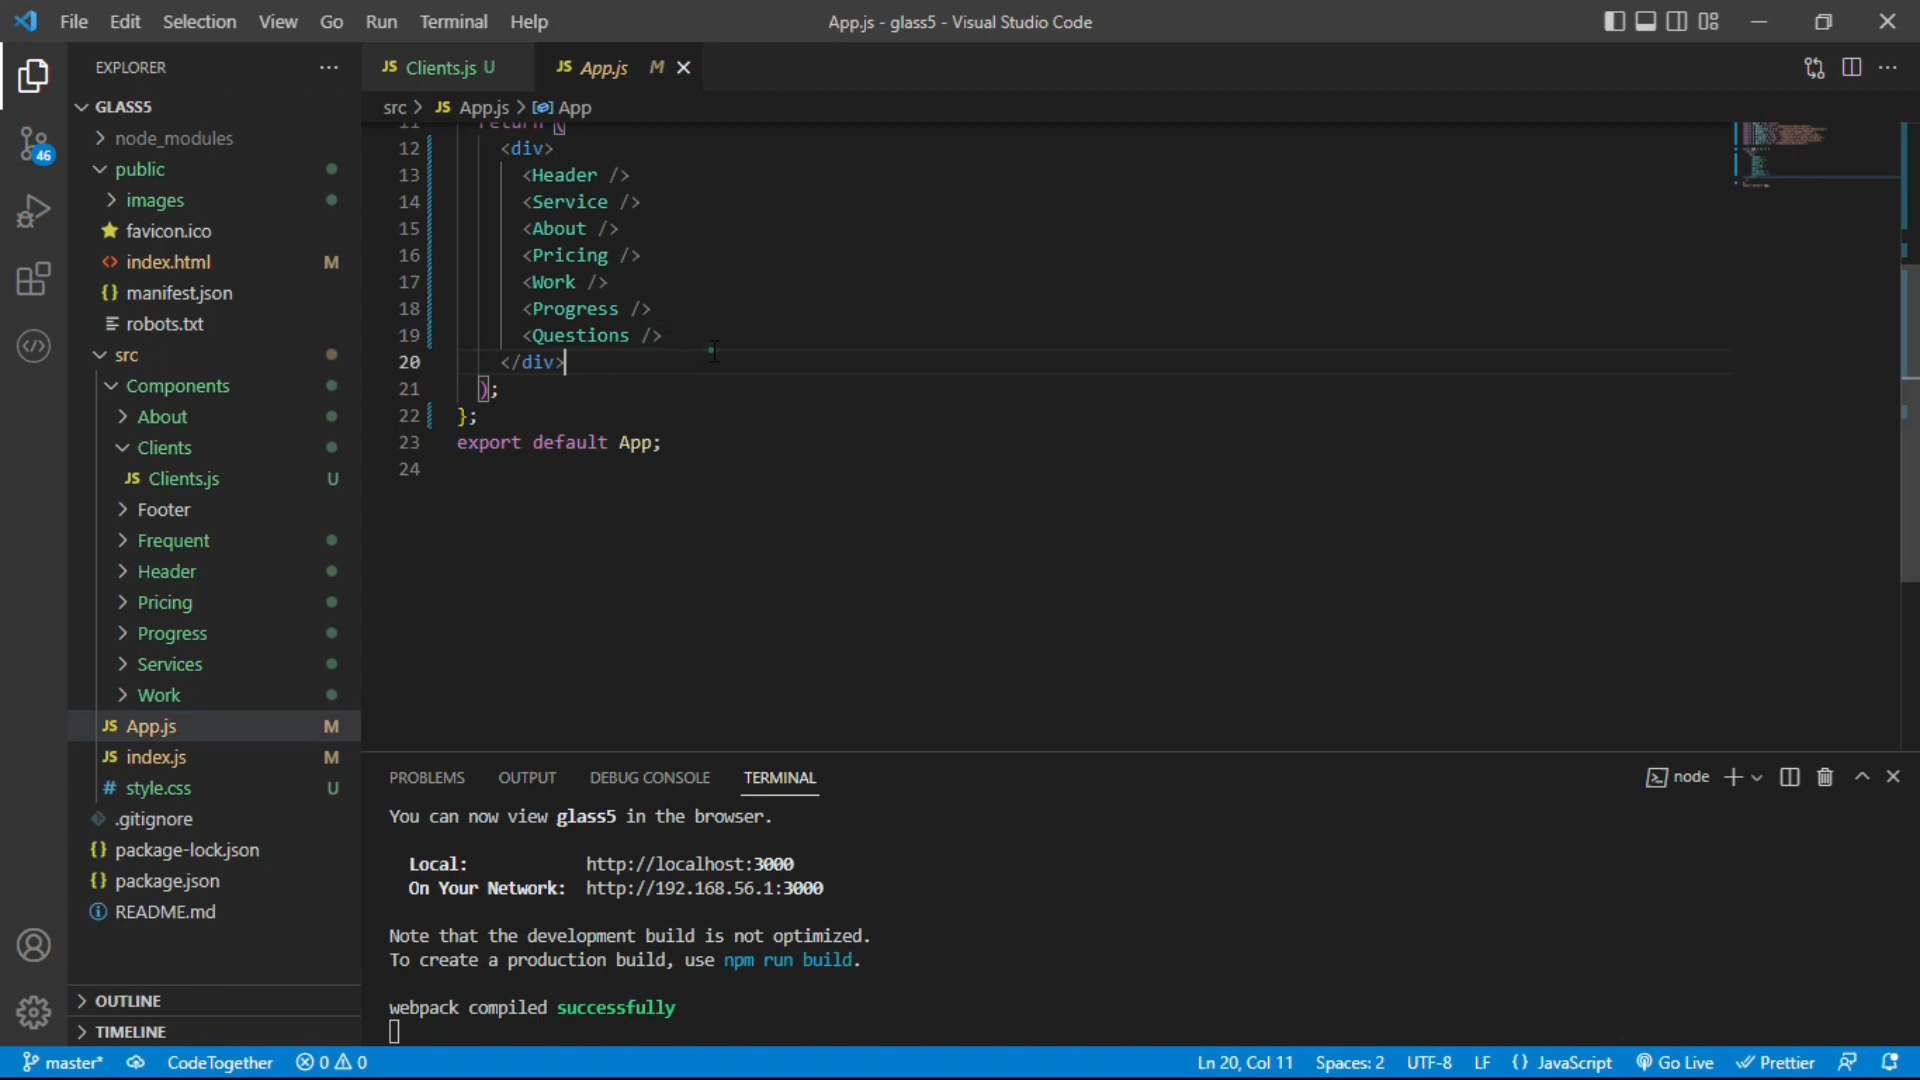 File Edit Selection View Go Run Terminal Help
App.js - glass5 - Visual Studio Code
EXPLORER
GLASS5
node_modules
public
images
favicon.ico
index.html M
manifest.json
robots.txt
src
Components
About
Clients
JS Clients.js U
Footer
Frequent
Header
Pricing
Progress
Services
Work
JS App.js M
JS index.js M
# style.css U
.gitignore
{} package-lock.json
{} package.json
README.md
OUTLINE
TIMELINE
46
JS Clients.js U
JS App.js M
src > JS App.js > App
11 return (
12 <div>
13 <Header />
14 <Service />
15 <About />
16 <Pricing />
17 <Work />
18 <Progress />
19 <Questions />
20 </div>
21 );
22 };
23 export default App;
24
PROBLEMS OUTPUT DEBUG CONSOLE TERMINAL
node
You can now view glass5 in the browser.
Local: http://localhost:3000
On Your Network: http://192.168.56.1:3000
Note that the development build is not optimized.
To create a production build, use npm run build.
webpack compiled successfully
master* CodeTogether 0 0 Ln 20, Col 11 Spaces: 2 UTF-8 LF {} JavaScript Go Live Prettier